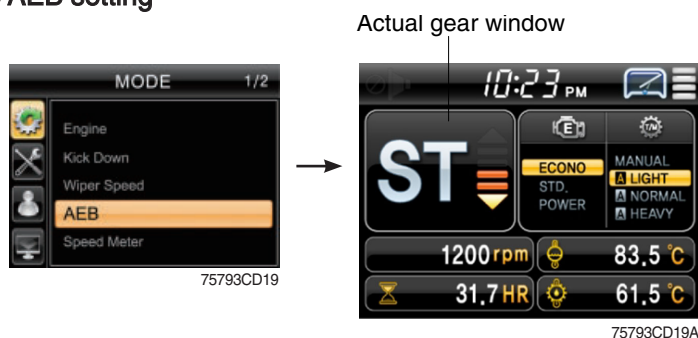 AEB setting
Actual gear window
MODE 1/2
Engine
Kick Down
Wiper Speed
AEB
Speed Meter
75793CD19
10:23 PM
ST
E
ECONO
STD.
POWER
T/M
MANUAL
A LIGHT
A NORMAL
A HEAVY
1200 rpm
83.5 ℃
31.7 HR
61.5 ℃
75793CD19A